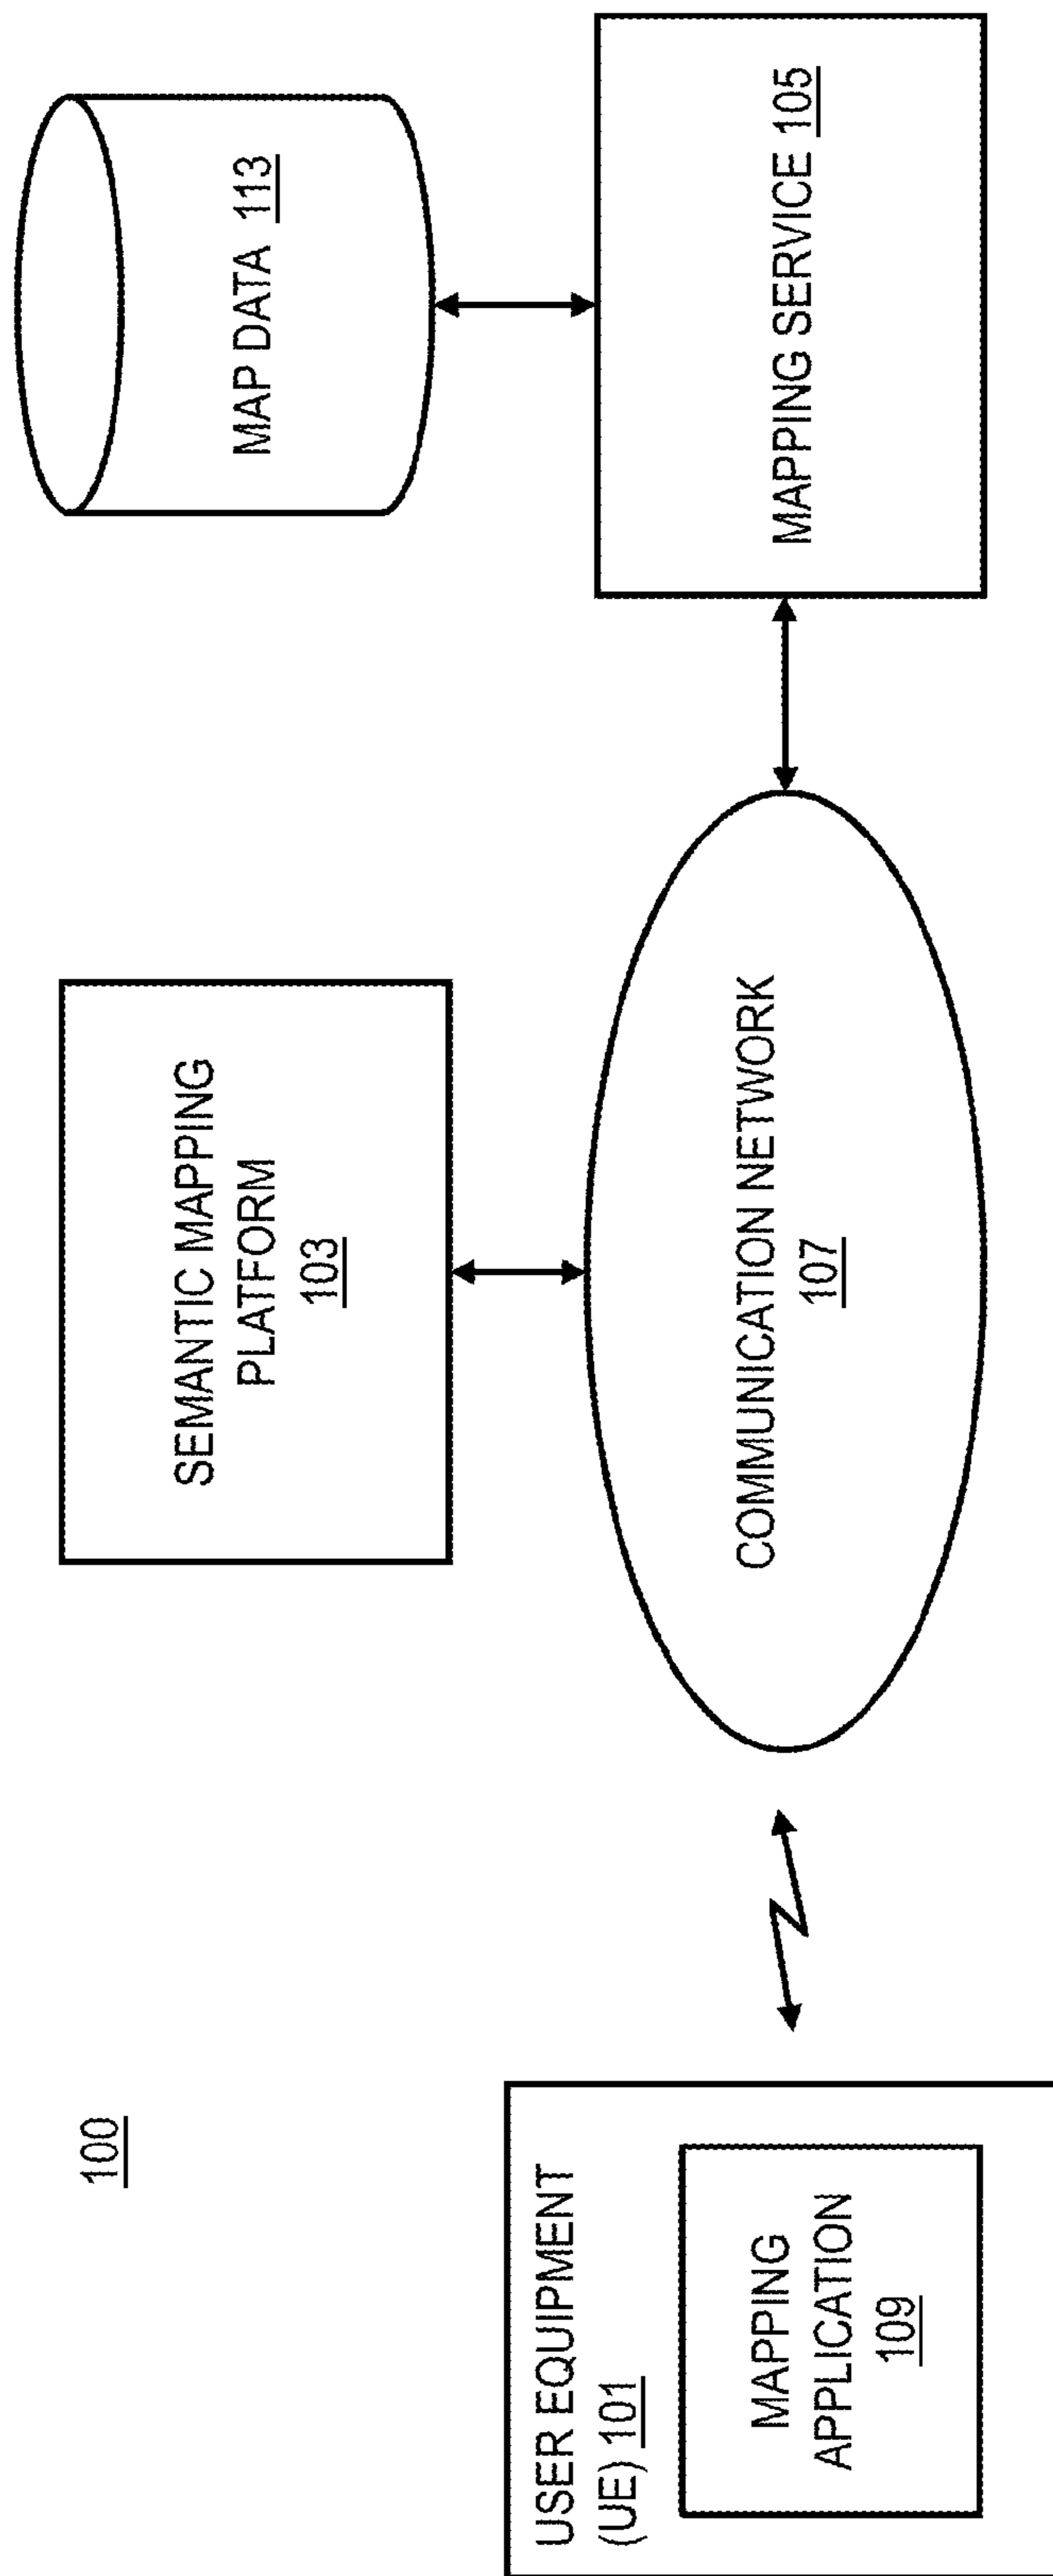 100
SEMANTIC MAPPING
PLATFORM
103
MAP DATA 113
USER EQUIPMENT
(UE) 101
MAPPING
APPLICATION
109
COMMUNICATION NETWORK
107
MAPPING SERVICE 105